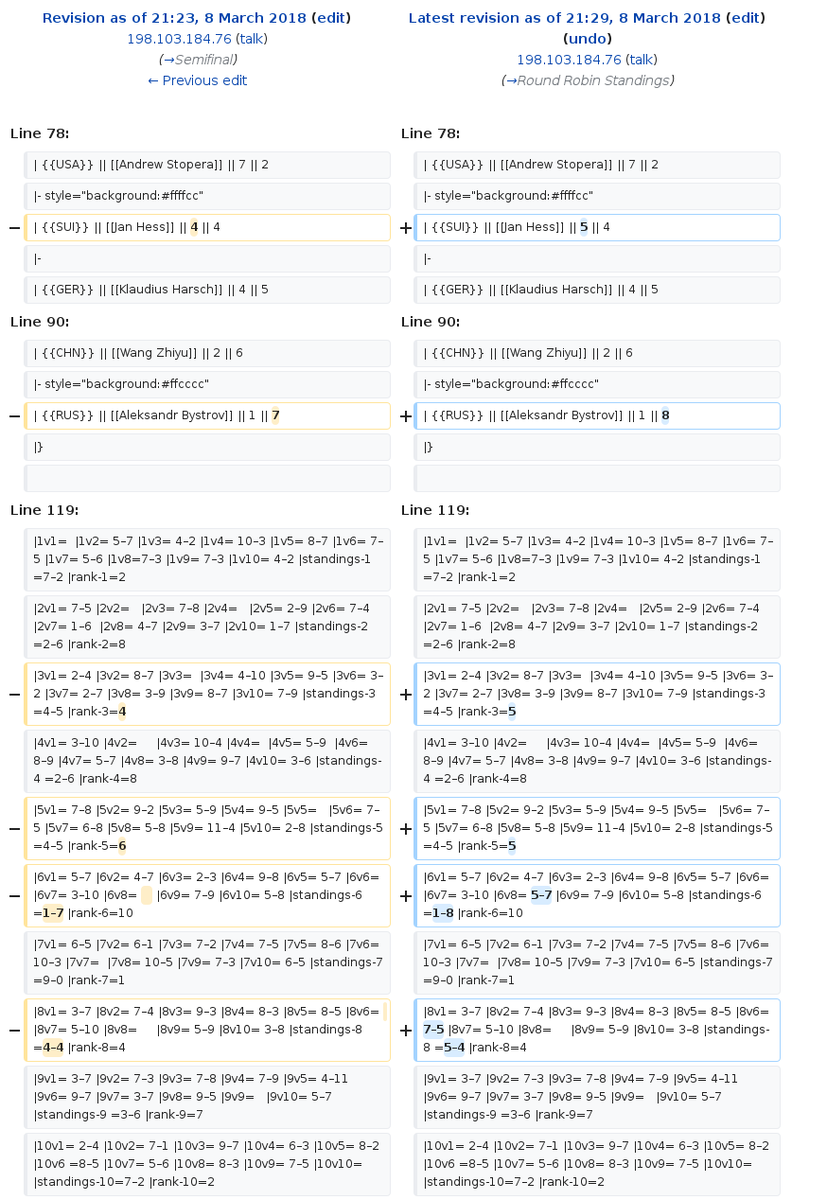 Revision as of 21:23, 8 March 2018 (edit)
198.103.184.76 (talk)
(→Semifinal)
← Previous edit
Latest revision as of 21:29, 8 March 2018 (edit)
(undo)
198.103.184.76 (talk)
(→Round Robin Standings)
Line 78:
Line 78:
| {{USA}} || [[Andrew Stopera]] || 7 || 2
| {{USA}} || [[Andrew Stopera]] || 7 || 2
|- style="background:#ffffcc"
|- style="background:#ffffcc"
− | {{SUI}} || [[Jan Hess]] || 4 || 4
+ | {{SUI}} || [[Jan Hess]] || 5 || 4
|-
|-
| {{GER}} || [[Klaudius Harsch]] || 4 || 5
| {{GER}} || [[Klaudius Harsch]] || 4 || 5
Line 90:
Line 90:
| {{CHN}} || [[Wang Zhiyu]] || 2 || 6
| {{CHN}} || [[Wang Zhiyu]] || 2 || 6
|- style="background:#ffcccc"
|- style="background:#ffcccc"
− | {{RUS}} || [[Aleksandr Bystrov]] || 1 || 7
+ | {{RUS}} || [[Aleksandr Bystrov]] || 1 || 8
|}
|}
Line 119:
Line 119:
|1v1= |1v2= 5–7 |1v3= 4–2 |1v4= 10–3 |1v5= 8–7 |1v6= 7–
5 |1v7= 5–6 |1v8=7–3 |1v9= 7–3 |1v10= 4–2 |standings-1
=7–2 |rank-1=2
|1v1= |1v2= 5–7 |1v3= 4–2 |1v4= 10–3 |1v5= 8–7 |1v6= 7–
5 |1v7= 5–6 |1v8=7–3 |1v9= 7–3 |1v10= 4–2 |standings-1
=7–2 |rank-1=2
|2v1= 7–5 |2v2= |2v3= 7–8 |2v4= |2v5= 2–9 |2v6= 7–4
|2v7= 1–6 |2v8= 4–7 |2v9= 3–7 |2v10= 1–7 |standings-2
=2–6 |rank-2=8
|2v1= 7–5 |2v2= |2v3= 7–8 |2v4= |2v5= 2–9 |2v6= 7–4
|2v7= 1–6 |2v8= 4–7 |2v9= 3–7 |2v10= 1–7 |standings-2
=2–6 |rank-2=8
− |3v1= 2–4 |3v2= 8–7 |3v3= |3v4= 4–10 |3v5= 9–5 |3v6= 3–
2 |3v7= 2–7 |3v8= 3–9 |3v9= 8–7 |3v10= 7–9 |standings-3
=4–5 |rank-3=4
+ |3v1= 2–4 |3v2= 8–7 |3v3= |3v4= 4–10 |3v5= 9–5 |3v6= 3–
2 |3v7= 2–7 |3v8= 3–9 |3v9= 8–7 |3v10= 7–9 |standings-3
=4–5 |rank-3=5
|4v1= 3–10 |4v2= |4v3= 10–4 |4v4= |4v5= 5–9 |4v6=
8–9 |4v7= 5–7 |4v8= 3–8 |4v9= 9–7 |4v10= 3–6 |standings-
4 =2–6 |rank-4=8
|4v1= 3–10 |4v2= |4v3= 10–4 |4v4= |4v5= 5–9 |4v6=
8–9 |4v7= 5–7 |4v8= 3–8 |4v9= 9–7 |4v10= 3–6 |standings-
4 =2–6 |rank-4=8
− |5v1= 7–8 |5v2= 9–2 |5v3= 5–9 |5v4= 9–5 |5v5= |5v6= 7–
5 |5v7= 6–8 |5v8= 5–8 |5v9= 11–4 |5v10= 2–8 |standings-5
=4–5 |rank-5=6
+ |5v1= 7–8 |5v2= 9–2 |5v3= 5–9 |5v4= 9–5 |5v5= |5v6= 7–
5 |5v7= 6–8 |5v8= 5–8 |5v9= 11–4 |5v10= 2–8 |standings-5
=4–5 |rank-5=5
− |6v1= 5–7 |6v2= 4–7 |6v3= 2–3 |6v4= 9–8 |6v5= 5–7 |6v6=
|6v7= 3–10 |6v8= |6v9= 7–9 |6v10= 5–8 |standings-6
=1–7 |rank-6=10
+ |6v1= 5–7 |6v2= 4–7 |6v3= 2–3 |6v4= 9–8 |6v5= 5–7 |6v6=
|6v7= 3–10 |6v8= 5–7 |6v9= 7–9 |6v10= 5–8 |standings-6
=1–8 |rank-6=10
|7v1= 6–5 |7v2= 6–1 |7v3= 7–2 |7v4= 7–5 |7v5= 8–6 |7v6=
10–3 |7v7= |7v8= 10–5 |7v9= 7–3 |7v10= 6–5 |standings-7
=9–0 |rank-7=1
|7v1= 6–5 |7v2= 6–1 |7v3= 7–2 |7v4= 7–5 |7v5= 8–6 |7v6=
10–3 |7v7= |7v8= 10–5 |7v9= 7–3 |7v10= 6–5 |standings-7
=9–0 |rank-7=1
− |8v1= 3–7 |8v2= 7–4 |8v3= 9–3 |8v4= 8–3 |8v5= 8–5 |8v6=
|8v7= 5–10 |8v8= |8v9= 5–9 |8v10= 3–8 |standings-8
=4–4 |rank-8=4
+ |8v1= 3–7 |8v2= 7–4 |8v3= 9–3 |8v4= 8–3 |8v5= 8–5 |8v6=
7–5 |8v7= 5–10 |8v8= |8v9= 5–9 |8v10= 3–8 |standings-
8 =5–4 |rank-8=4
|9v1= 3–7 |9v2= 7–3 |9v3= 7–8 |9v4= 7–9 |9v5= 4–11
|9v6= 9–7 |9v7= 3–7 |9v8= 9–5 |9v9= |9v10= 5–7
|standings-9 =3–6 |rank-9=7
|9v1= 3–7 |9v2= 7–3 |9v3= 7–8 |9v4= 7–9 |9v5= 4–11
|9v6= 9–7 |9v7= 3–7 |9v8= 9–5 |9v9= |9v10= 5–7
|standings-9 =3–6 |rank-9=7
|10v1= 2–4 |10v2= 7–1 |10v3= 9–7 |10v4= 6–3 |10v5= 8–2
|10v6 =8–5 |10v7= 5–6 |10v8= 8–3 |10v9= 7–5 |10v10=
|standings-10=7–2 |rank-10=2
|10v1= 2–4 |10v2= 7–1 |10v3= 9–7 |10v4= 6–3 |10v5= 8–2
|10v6 =8–5 |10v7= 5–6 |10v8= 8–3 |10v9= 7–5 |10v10=
|standings-10=7–2 |rank-10=2